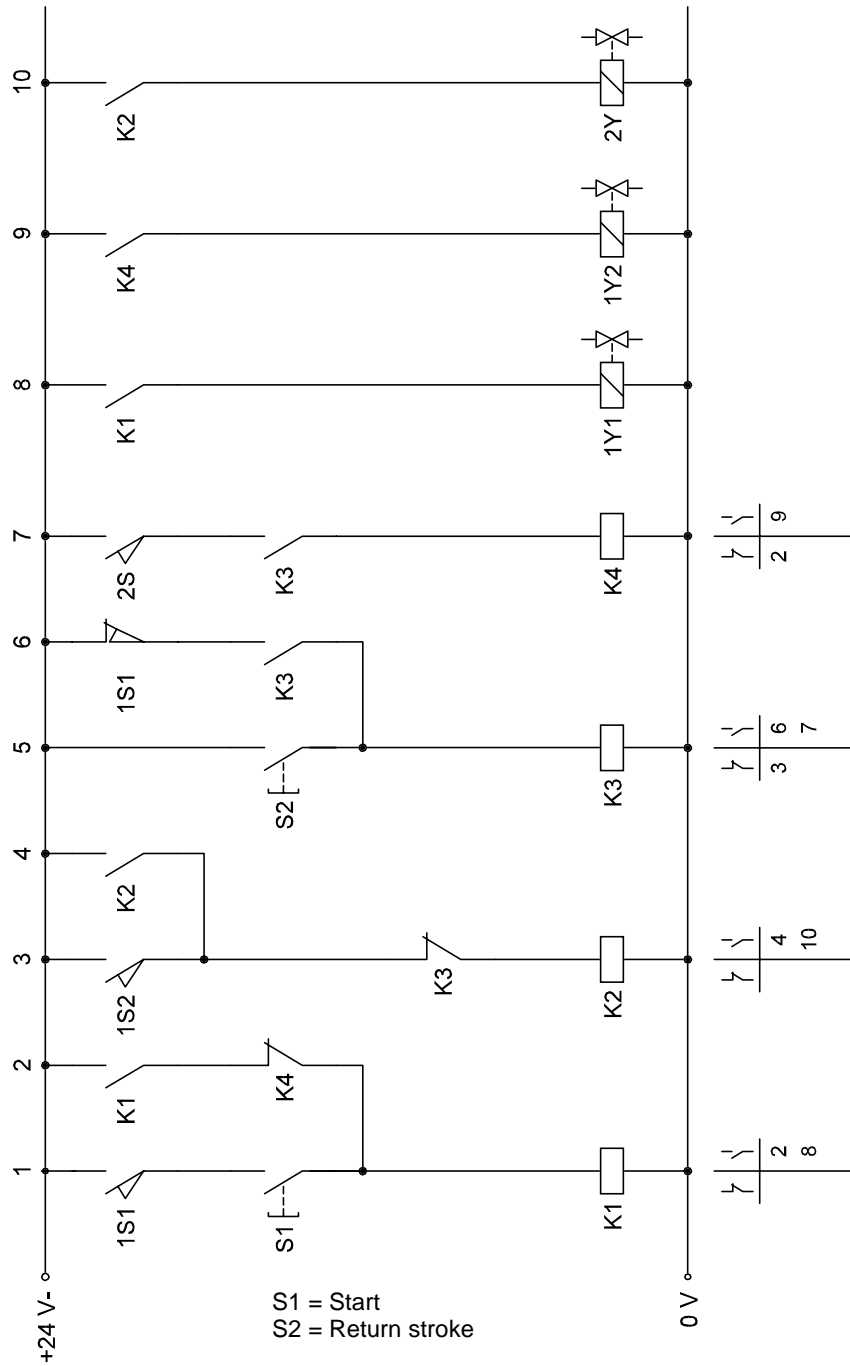 1 2 3 4 5 6 7 8 9 10
+24 V-
1S1 K1 1S2 K2 1S1 2S K1 K4 K2
S1 K4 S2 K3 K3
K3
K1 K2 K3 K4 1Y1 1Y2 2Y
0 V
2 4 3 6 2 9
8 10 7
S1 = Start
S2 = Return stroke